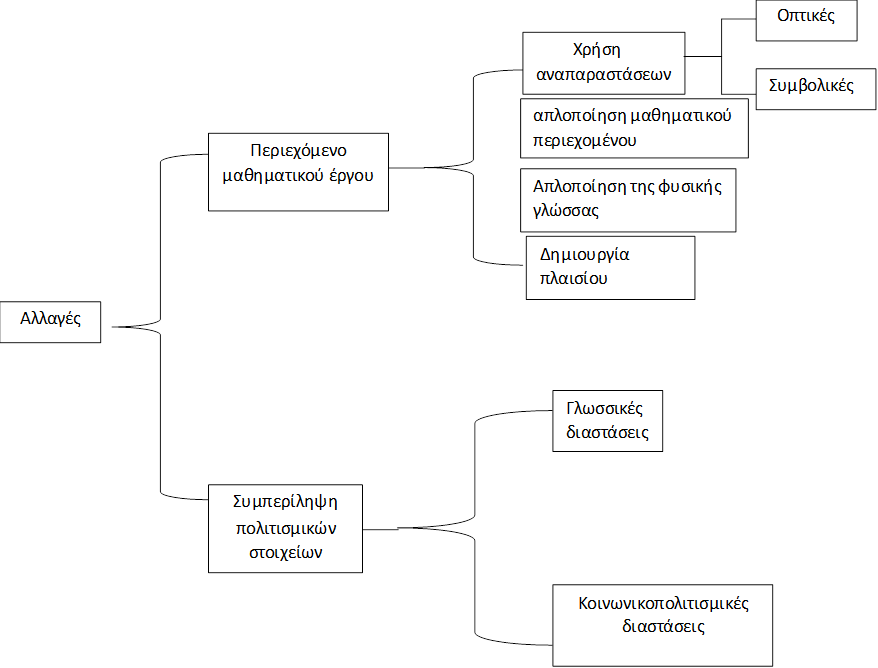 Αλλαγές
Περιεχόμενο
μαθηματικού έργου
Χρήση
αναπαραστάσεων
Οπτικές
Συμβολικές
απλοποίηση μαθηματικού
περιεχομένου
Απλοποίηση της φυσικής
γλώσσας
Δημιουργία
πλαισίου
Συμπερίληψη
πολιτισμικών
στοιχείων
Γλωσσικές
διαστάσεις
Κοινωνικοπολιτισμικές
διαστάσεις